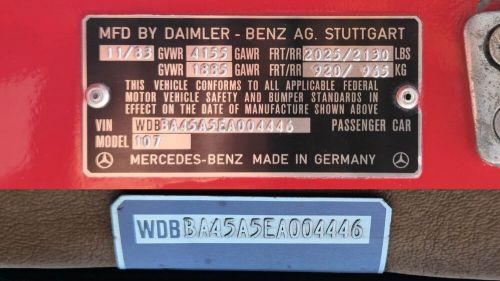 MFD BY DAIMLER - BENZ AG. STUTTGART
11/83 GVWR 4155 GAWR FRT/RR 2025/2130 LBS
GVWR 1885 GAWR FRT/RR 920/965 KG
THIS VEHICLE CONFORMS TO ALL APPLICABLE FEDERAL
MOTOR VEHICLE SAFETY AND BUMPER STANDARDS IN
EFFECT ON THE DATE OF MANUFACTURE SHOWN ABOVE
VIN WDBBA45A5EA004446 PASSENGER CAR
MODEL 107
MERCEDES-BENZ MADE IN GERMANY
WDBBA45A5EA004446